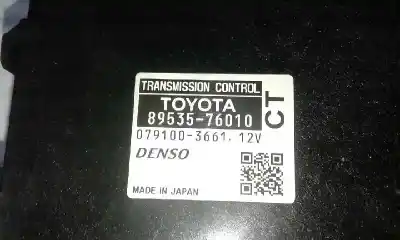 TRANSMISSION CONTROL
TOYOTA
89535-76010
CT
079100-3661. 12V
DENSO
MADE IN JAPAN